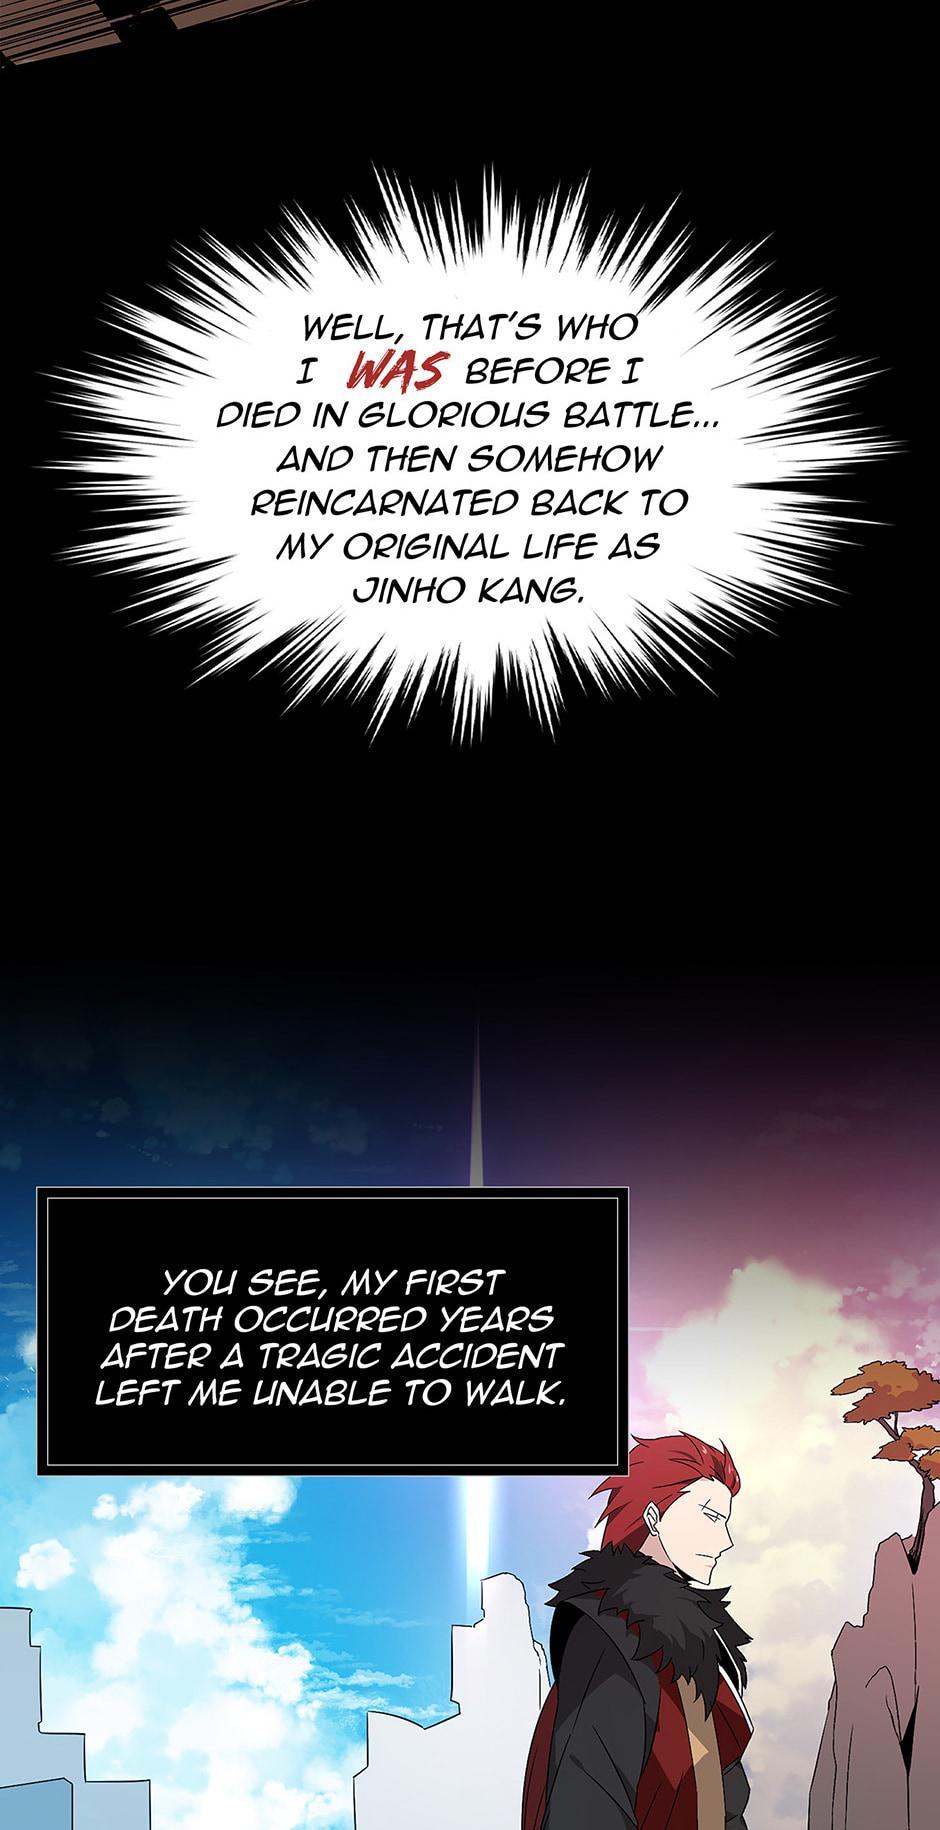 WELL, THAT'S WHO
I WAS BEFORE I
DIED IN GLORIOUS BATTLE...
AND THEN SOMEHOW
REINCARNATED BACK TO
MY ORIGINAL LIFE AS
JINHO KANG.
YOU SEE, MY FIRST
DEATH OCCURRED YEARS
AFTER A TRAGIC ACCIDENT
LEFT ME UNABLE TO WALK.